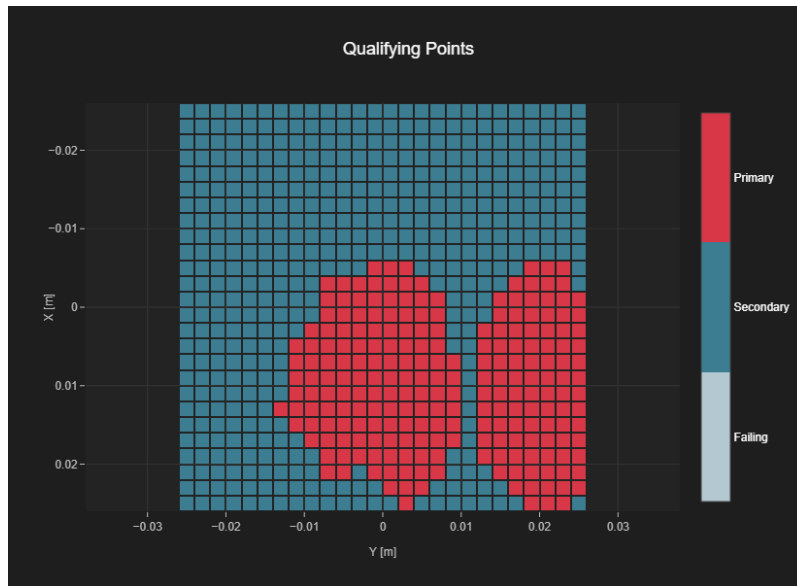 Qualifying Points
Primary
Secondary
Failing
−0.02
−0.01
0
0.01
0.02
X [m]
−0.03
−0.02
−0.01
0
0.01
0.02
0.03
Y [m]